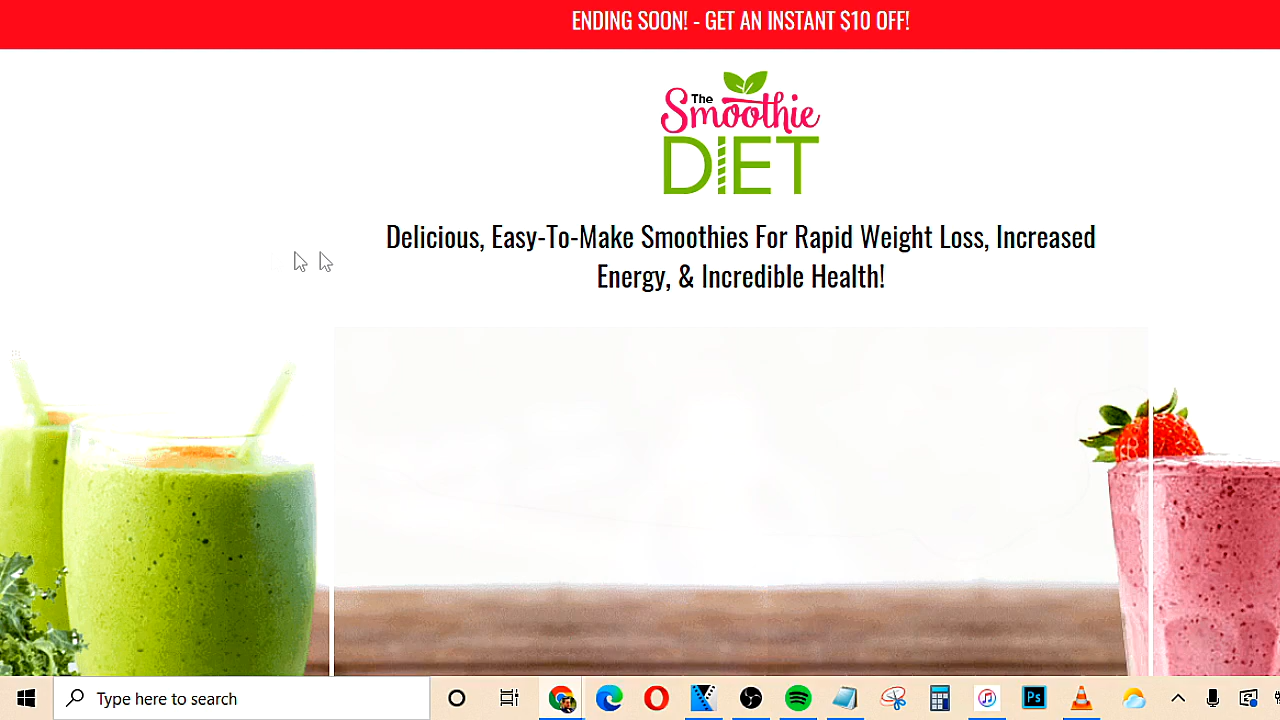 ENDING SOON! - GET AN INSTANT $10 OFF!
The
Smoothie
DIET
Delicious, Easy-To-Make Smoothies For Rapid Weight Loss, Increased
Energy, & Incredible Health!
Type here to search
Ps